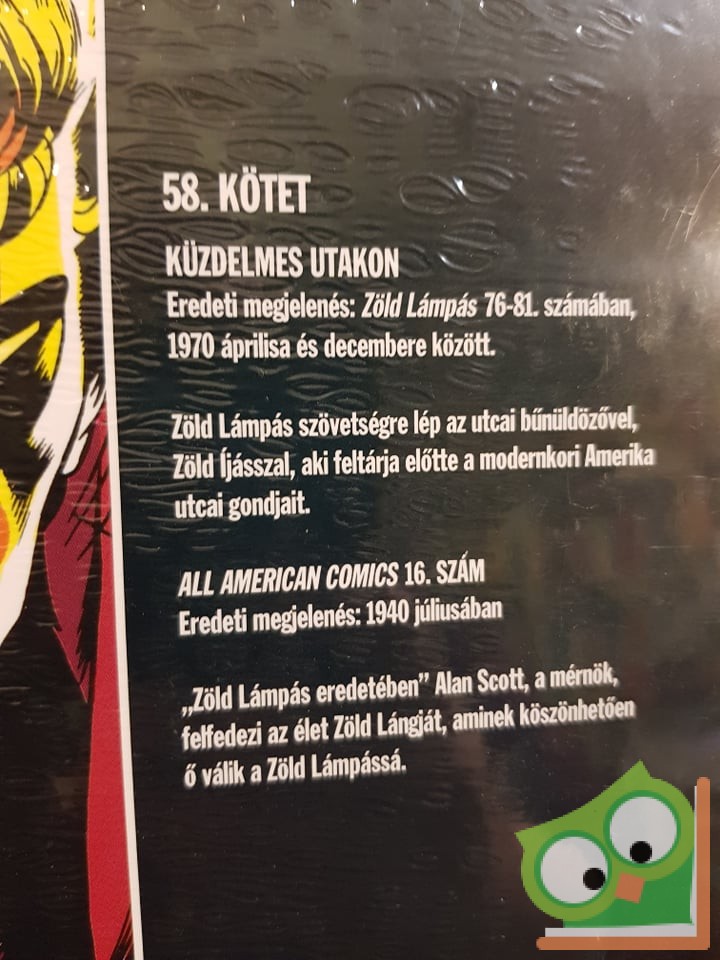 58. KÖTET
KÜZDELMES UTAKON
Eredeti megjelenés: Zöld Lámpás 76-81. számában,
1970 áprilisa és decembere között.
Zöld Lámpás szövetségre lép az utcai bűnüldözővel,
Zöld Íjásszal, aki feltárja előtte a modernkori Amerika
utcai gondjait.
ALL AMERICAN COMICS 16. SZÁM
Eredeti megjelenés: 1940 júliusában
„Zöld Lámpás eredetében” Alan Scott, a mérnök,
felfedezi az élet Zöld Lángját, aminek köszönhetően
ő válik a Zöld Lámpássá.